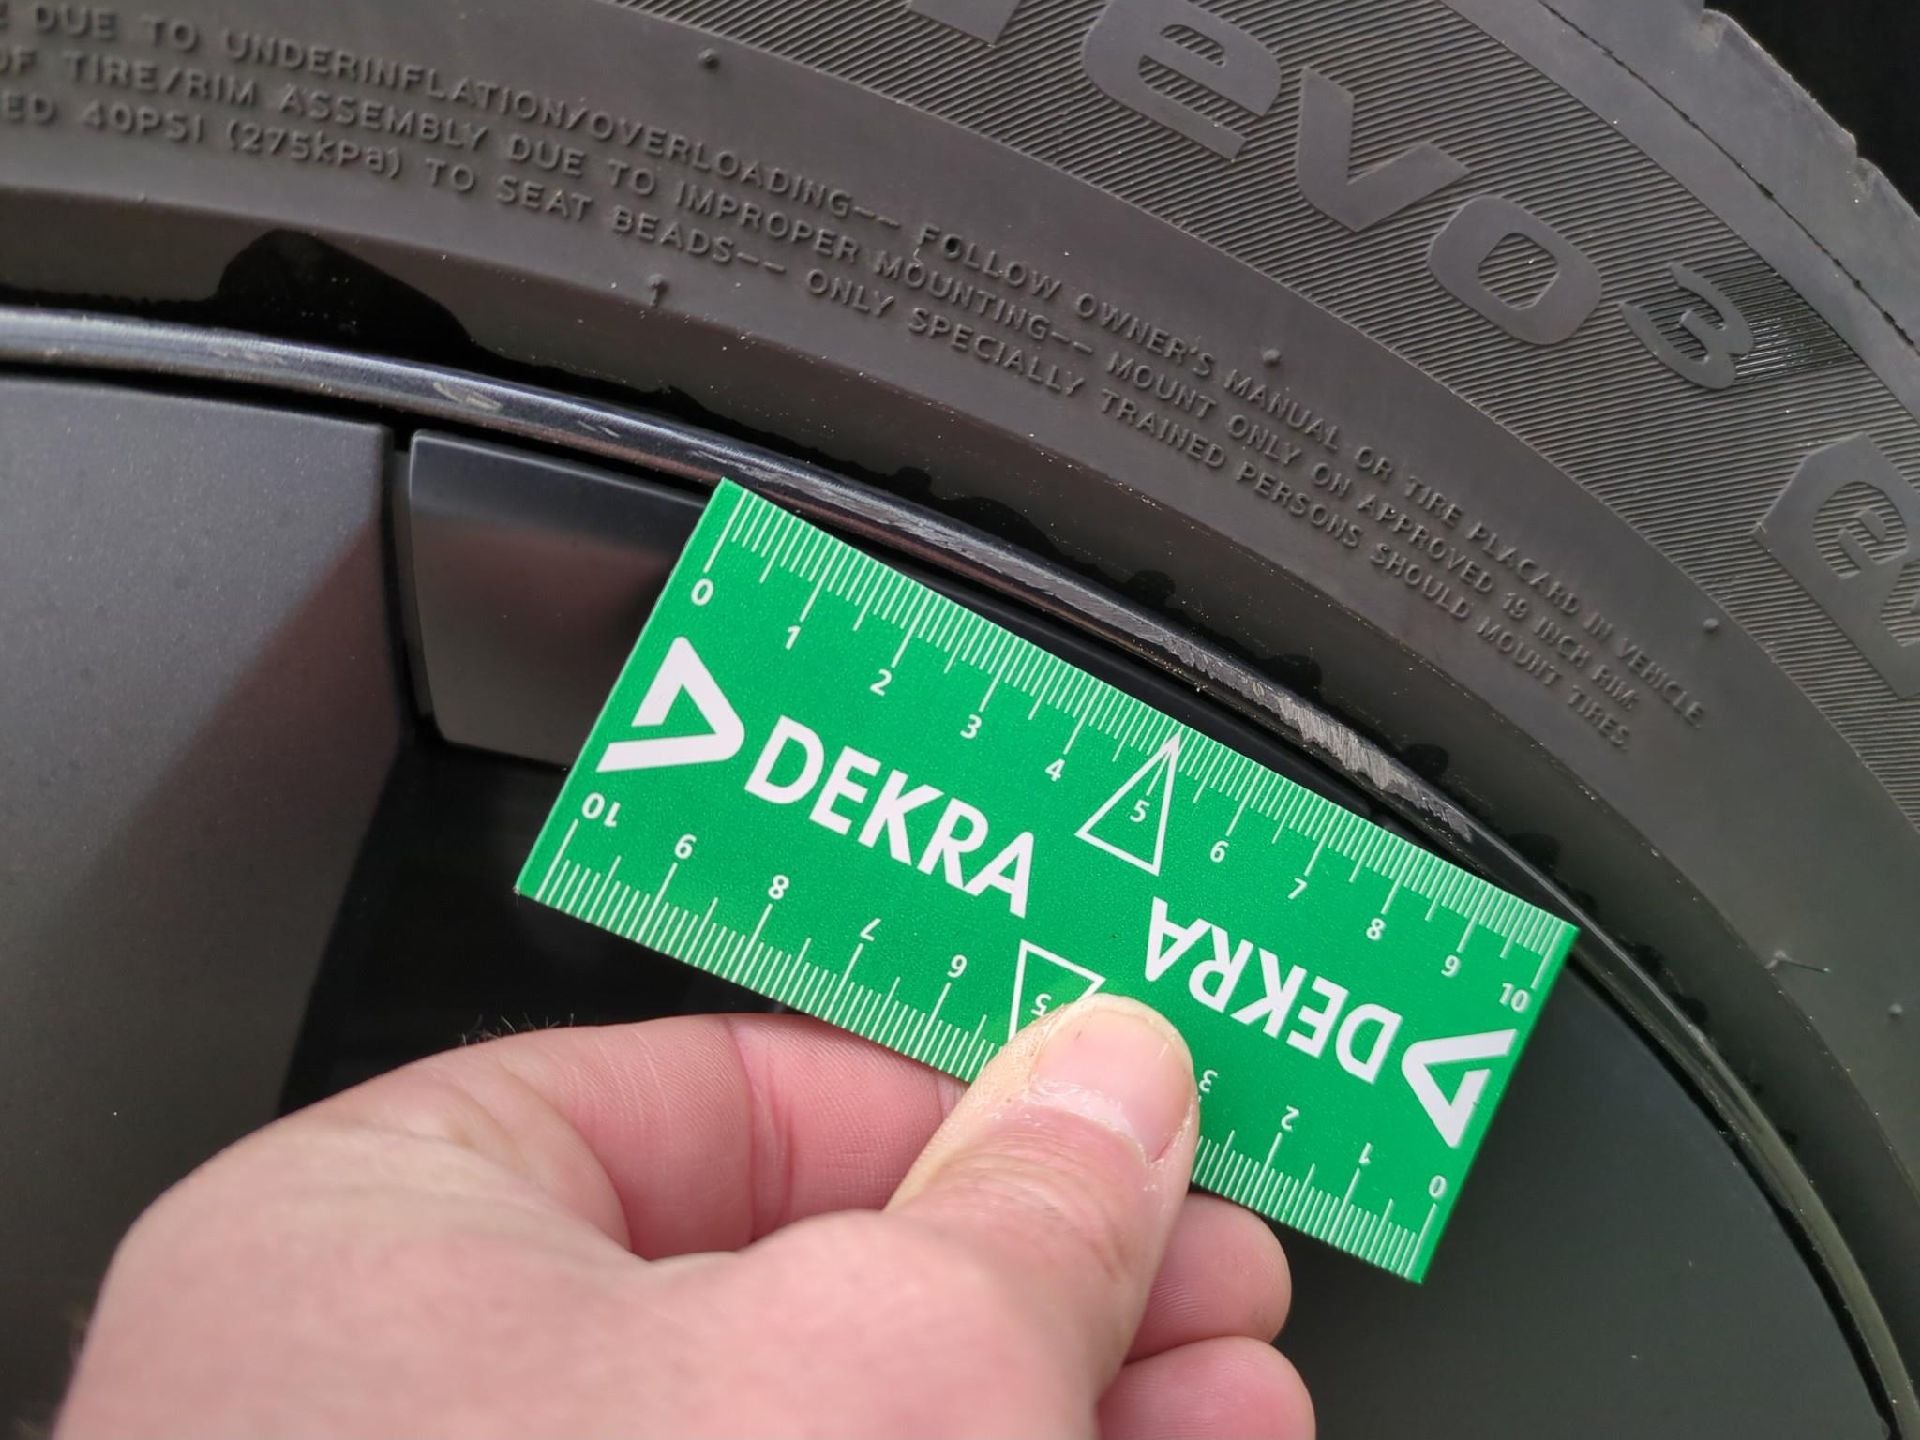 evo3
ev
DUE TO UNDERINFLATION/OVERLOADING-- FOLLOW OWNER'S MANUAL OR TIRE PLACARD IN VEHICLE
OF TIRE/RIM ASSEMBLY DUE TO IMPROPER MOUNTING-- MOUNT ONLY ON APPROVED 19 INCH RIM
ED 40PSI (275kPa) TO SEAT BEADS-- ONLY SPECIALLY TRAINED PERSONS SHOULD MOUNT TIRES.
0 1 2 3 4 5 6 7 8 9 10
DEKRA
DEKRA
10 9 8 7 6 5 3 2 1 0